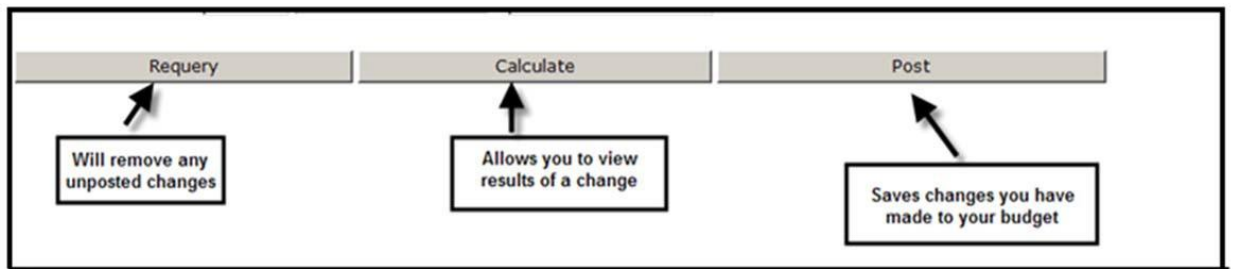 Requery
Calculate
Post
Will remove any
unposted changes
Allows you to view
results of a change
Saves changes you have
made to your budget